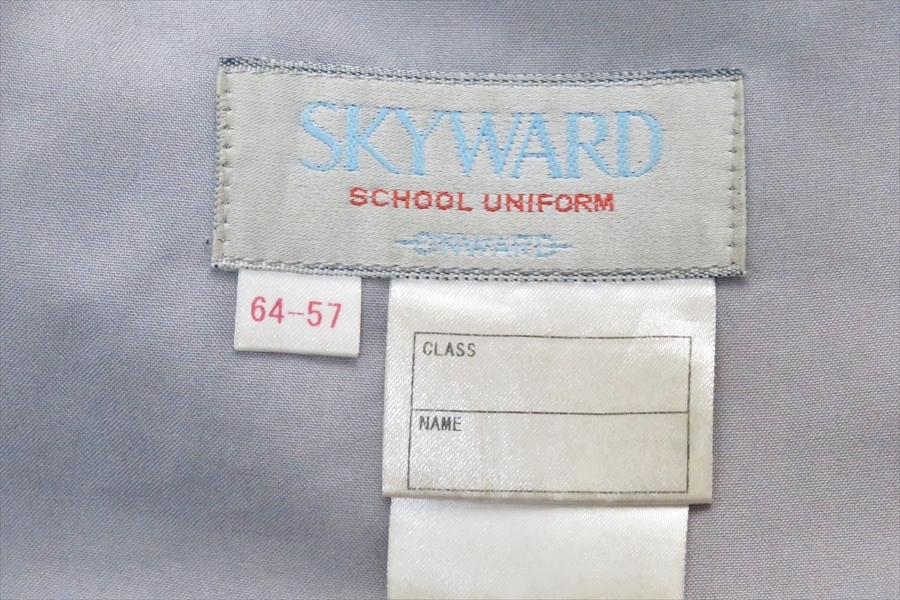 SKYWARD
SCHOOL UNIFORM
ONWARD
64-57
CLASS
NAME